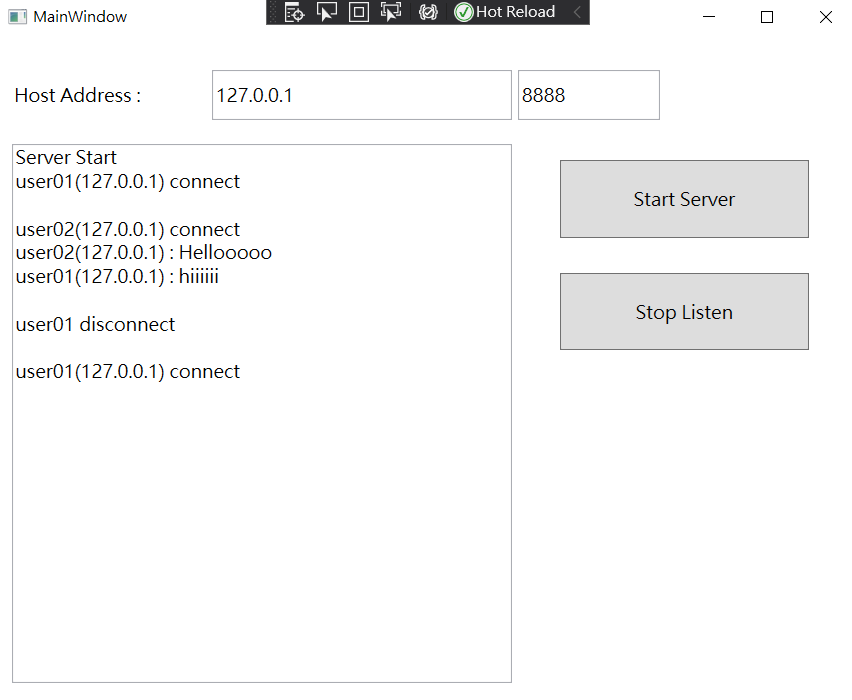 MainWindow
Hot Reload
Host Address :
127.0.0.1
8888
Server Start
user01(127.0.0.1) connect
user02(127.0.0.1) connect
user02(127.0.0.1) : Hellooooo
user01(127.0.0.1) : hiiiiii
user01 disconnect
user01(127.0.0.1) connect
Start Server
Stop Listen